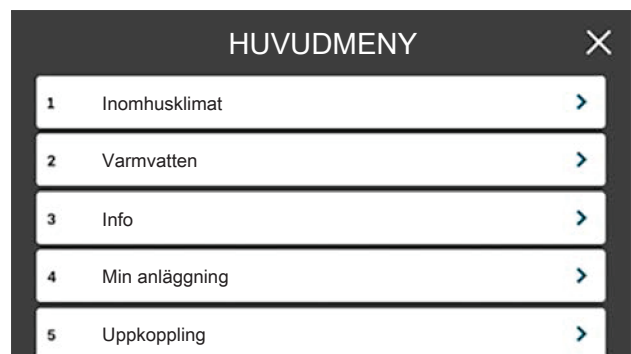 HUVUDMENY
1 Inomhusklimat
2 Varmvatten
3 Info
4 Min anläggning
5 Uppkoppling